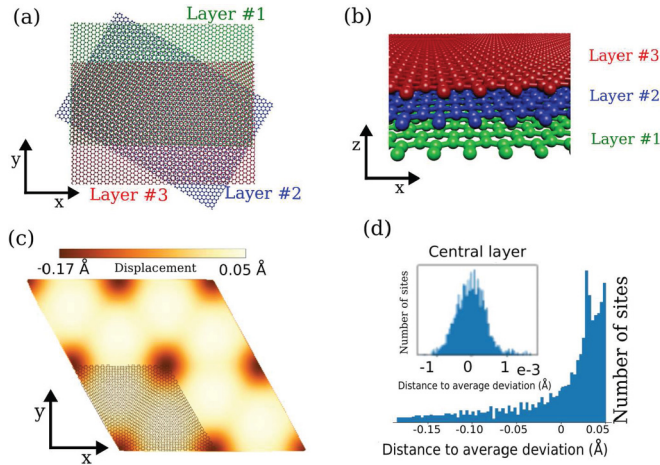 (a)
Layer #1
y
x
Layer #3
Layer #2
(b)
Layer #3
Layer #2
Layer #1
z
x
(c)
-0.17 Å
Displacement
0.05 Å
y
x
(d)
Central layer
Number of sites
-1
0
1
e-3
Distance to average deviation (Å)
Number of sites
-0.15
-0.10
-0.05
0
0.05
Distance to average deviation (Å)